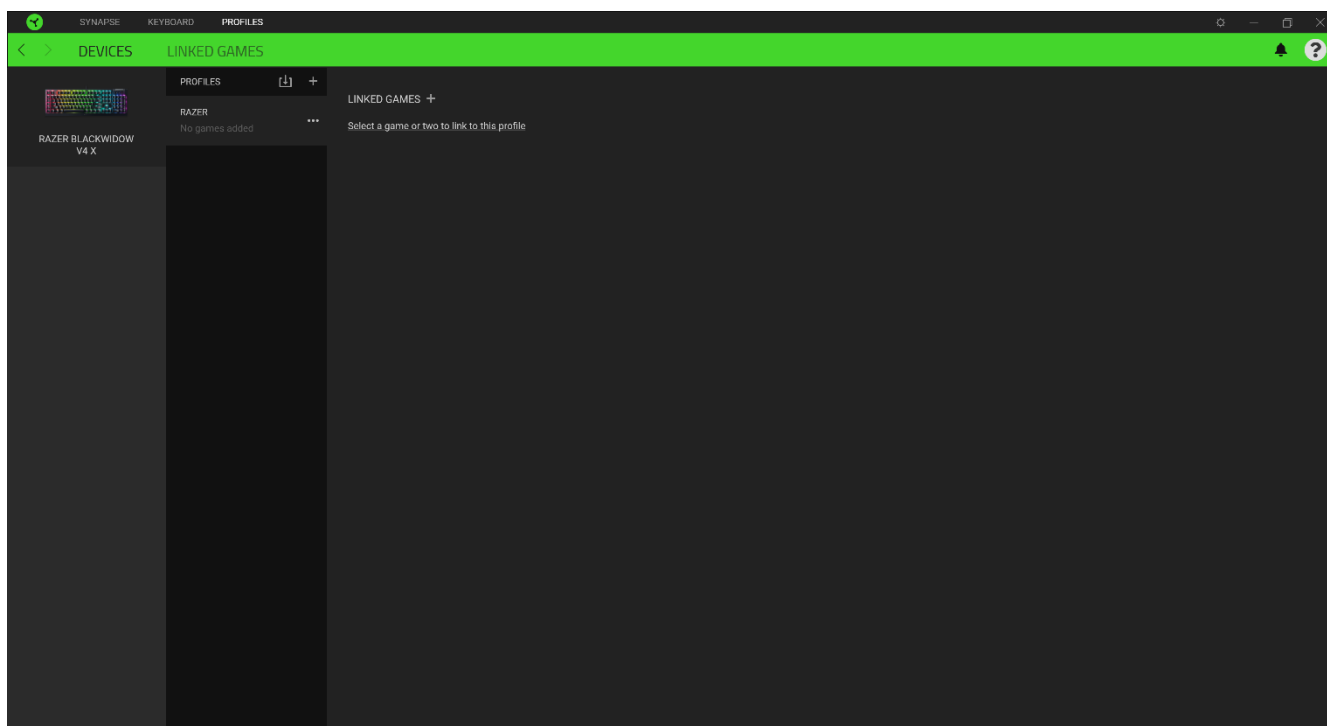 SYNAPSE KEYBOARD PROFILES
DEVICES LINKED GAMES
RAZER BLACKWIDOW
V4 X
PROFILES
RAZER
No games added
LINKED GAMES +
Select a game or two to link to this profile